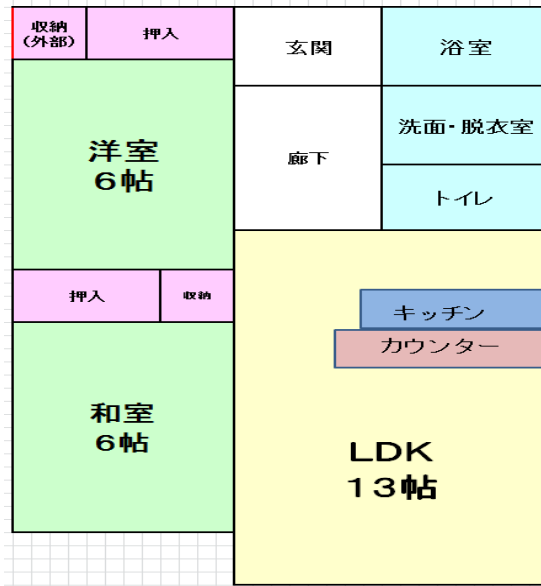 収納
(外部)
押入
玄関
浴室
洋室
6帖
廊下
洗面・脱衣室
トイレ
押入
収納
キッチン
カウンター
和室
6帖
LDK
13帖